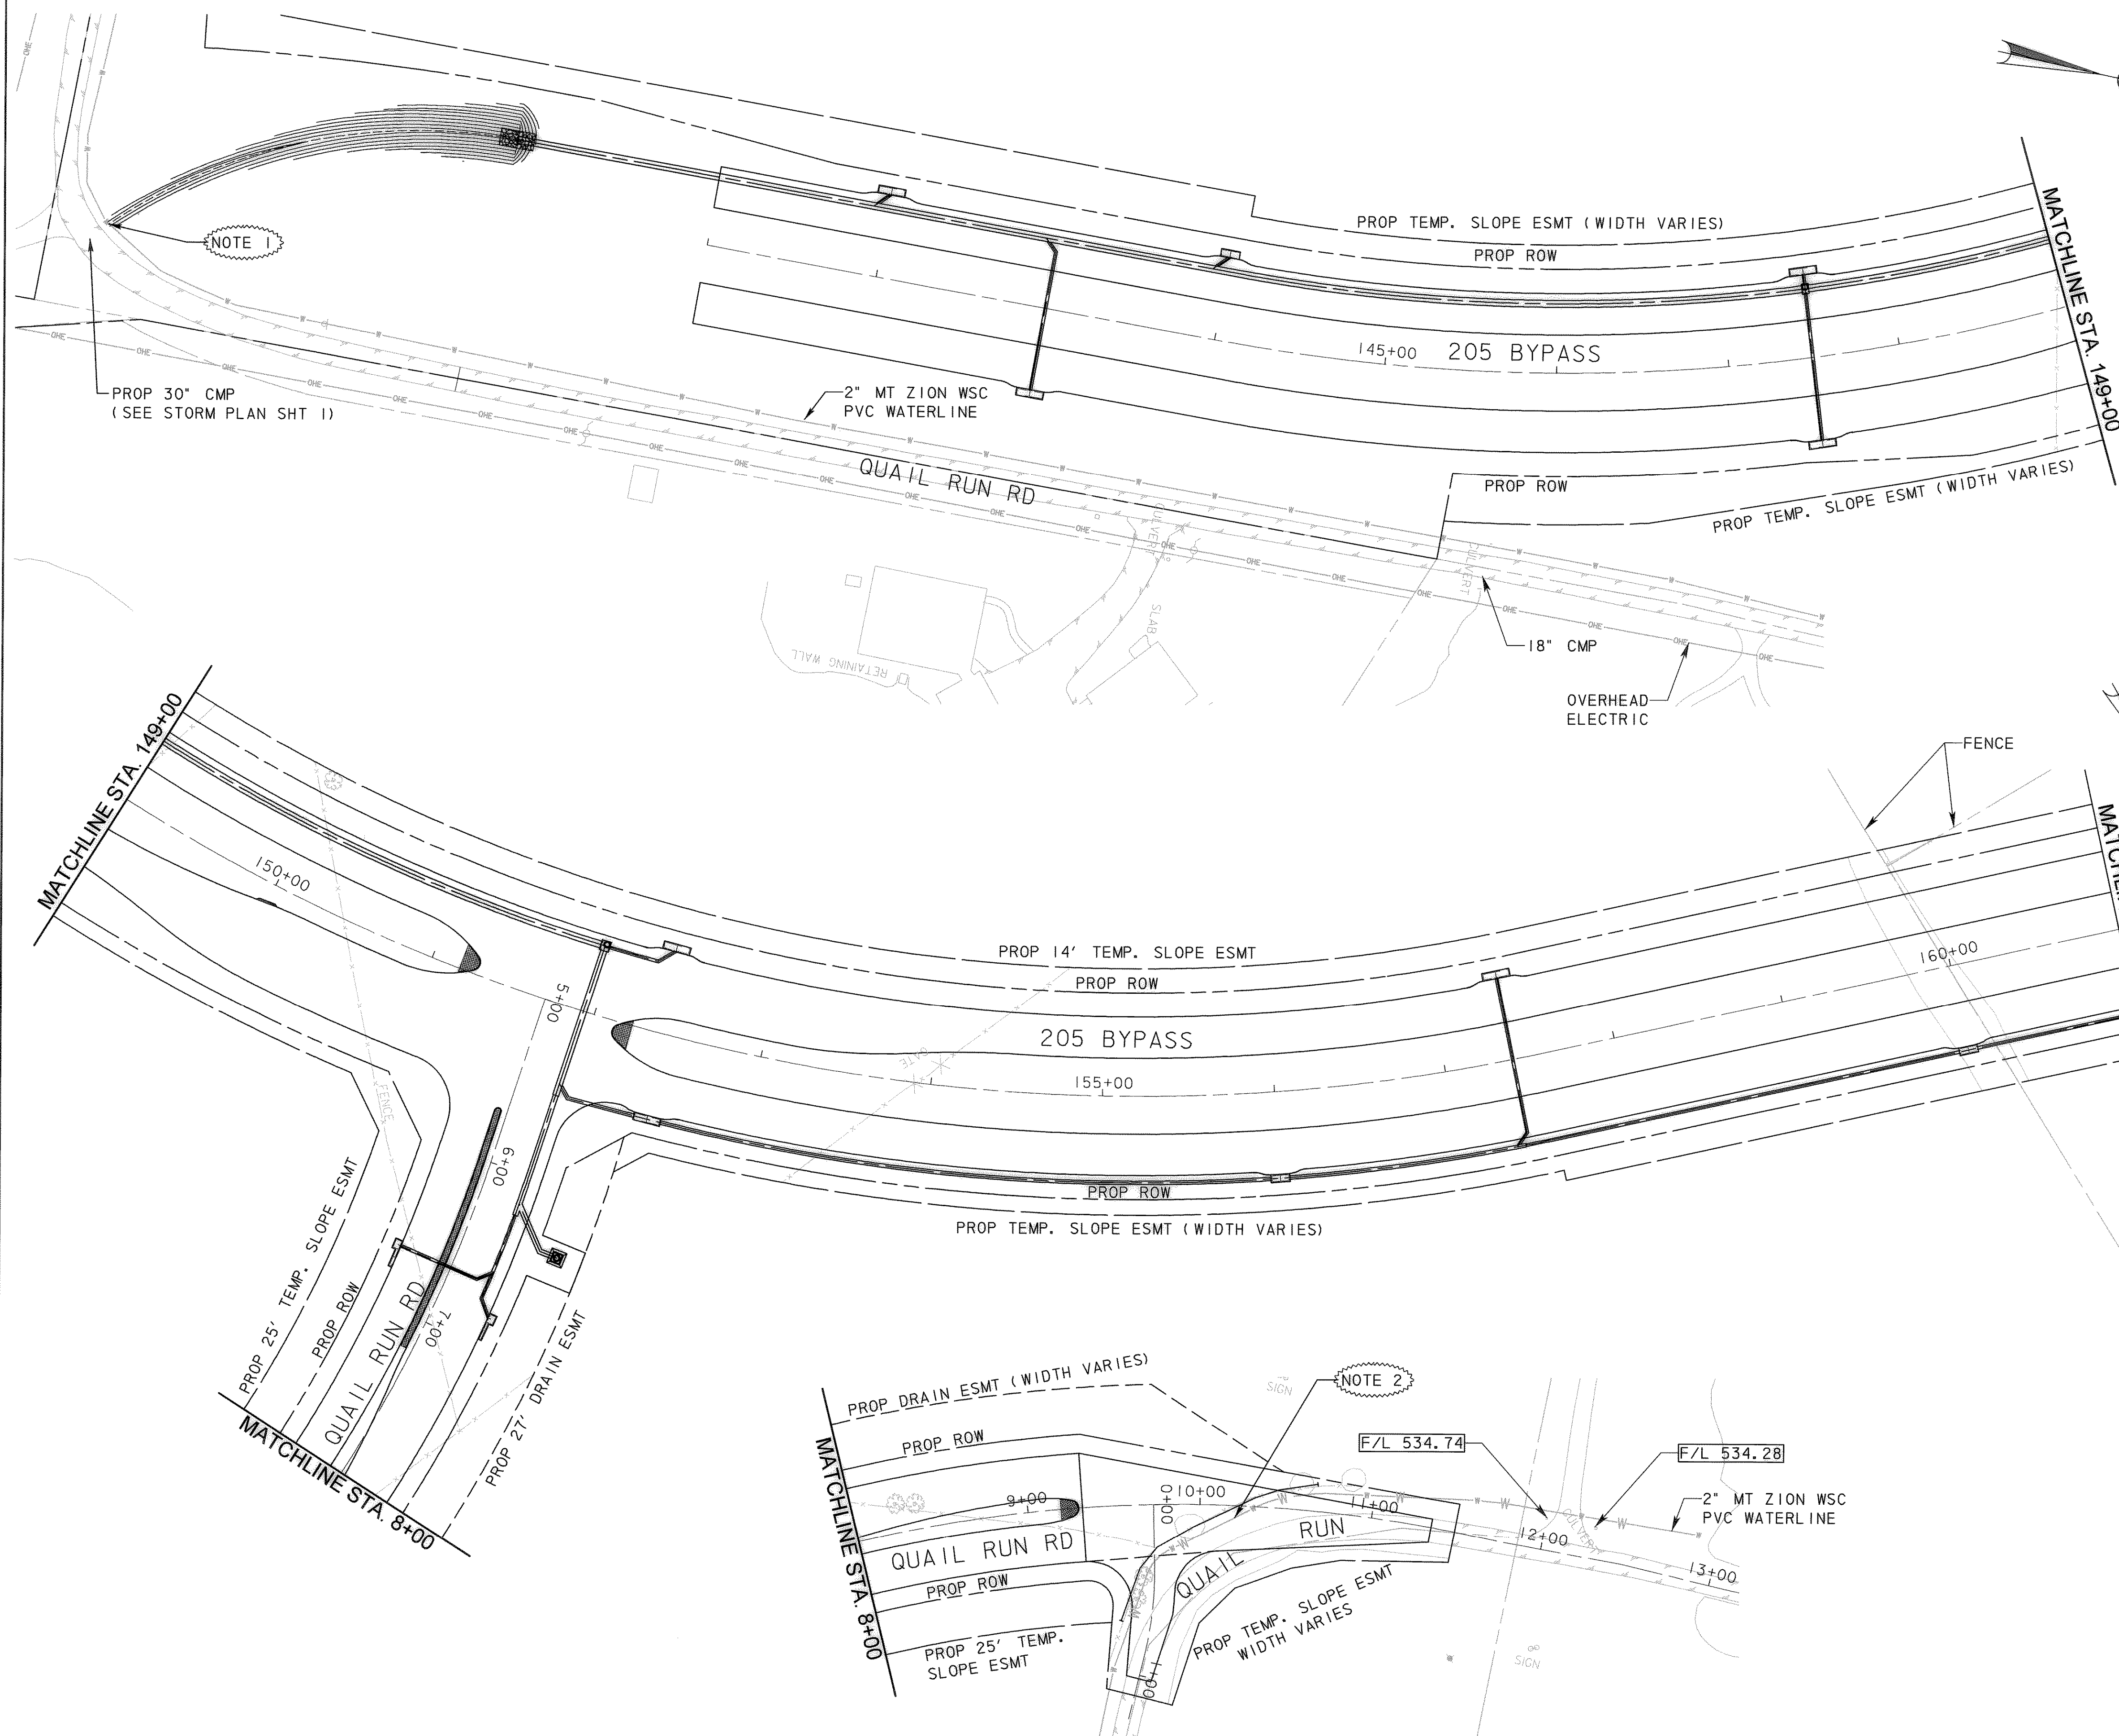 OHE
NOTE 1
PROP 30" CMP
(SEE STORM PLAN SHT 1)
PROP TEMP. SLOPE ESMT (WIDTH VARIES)
PROP ROW
MATCHLINE STA. 149+00
145+00
205 BYPASS
2" MT ZION WSC
PVC WATERLINE
QUAIL RUN RD
PROP ROW
PROP TEMP. SLOPE ESMT (WIDTH VARIES)
CULVERT
CULVERT
SLAB
RETAINING WALL
18" CMP
OVERHEAD
ELECTRIC
MATCHLINE STA. 149+00
150+00
FENCE
PROP 14' TEMP. SLOPE ESMT
PROP ROW
160+00
5+00
205 BYPASS
GATE
155+00
FENCE
6+00
PROP ROW
PROP TEMP. SLOPE ESMT (WIDTH VARIES)
PROP 25' TEMP. SLOPE ESMT
PROP ROW
QUAIL RUN RD
7+00
PROP 27' DRAIN ESMT
MATCHLINE STA. 8+00
PROP DRAIN ESMT (WIDTH VARIES)
SIGN
NOTE 2
PROP ROW
F/L 534.74
F/L 534.28
MATCHLINE STA. 8+00
9+00
0+00
10+00
11+00
2" MT ZION WSC
PVC WATERLINE
CULVERT
12+00
QUAIL RUN RD
QUAIL RUN
13+00
PROP ROW
PROP TEMP. SLOPE ESMT
WIDTH VARIES
PROP 25' TEMP.
SLOPE ESMT
1+00
SIGN